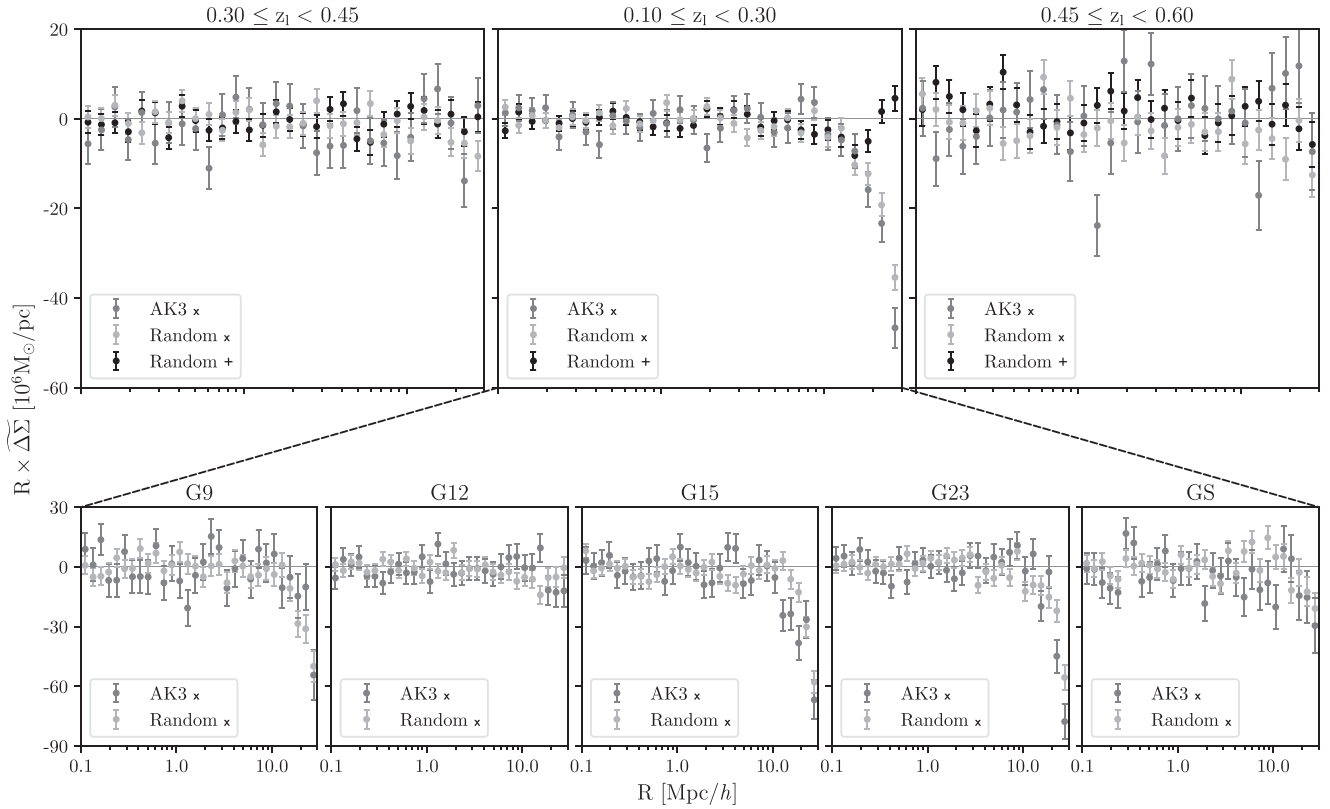 0.30 ≤ z_l < 0.45
0.10 ≤ z_l < 0.30
0.45 ≤ z_l < 0.60
20
0
-20
-40
-60
AK3 ×
Random ×
Random +
AK3 ×
Random ×
Random +
AK3 ×
Random ×
Random +
R × \widetilde{ΔΣ} [10⁶M⊙/pc]
G9
G12
G15
G23
GS
30
0
-30
-60
-90
AK3 ×
Random ×
AK3 ×
Random ×
AK3 ×
Random ×
AK3 ×
Random ×
AK3 ×
Random ×
0.1 1.0 10.0
0.1 1.0 10.0
0.1 1.0 10.0
0.1 1.0 10.0
0.1 1.0 10.0
R [Mpc/h]